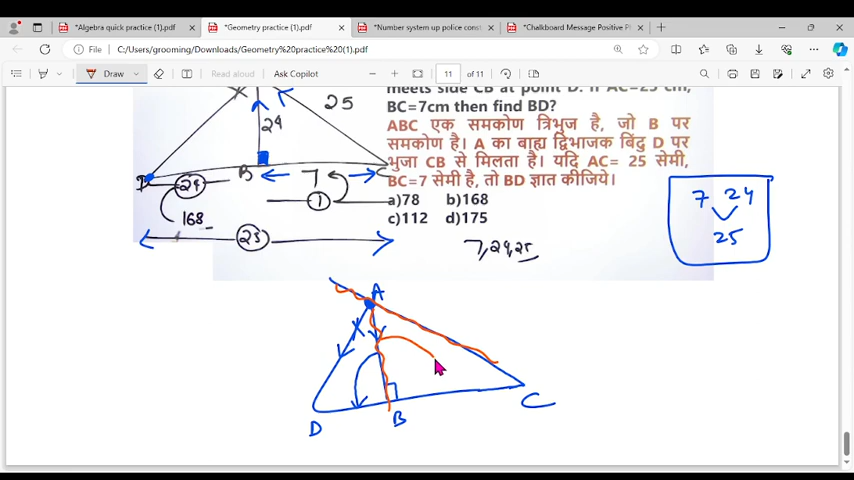 *Algebra quick practice (1).pdf
*Geometry practice (1).pdf
*Number system up police const
*Chalkboard Message Positive P
File C:/Users/grooming/Downloads/Geometry%20practice%20(1).pdf
Draw Read aloud Ask Copilot 11 of 11
meets side CB at point D. If AC=25 cm,
BC=7cm then find BD?
ABC एक समकोण त्रिभुज है, जो B पर
समकोण है। A का बाह्य द्विभाजक बिंदु D पर
भुजा CB से मिलता है। यदि AC= 25 सेमी,
BC=7 सेमी है, तो BD ज्ञात कीजिये।
a)78 b)168
c)112 d)175
25
24
D 24 B 7 C
168 1
25
7,24,25
7 24
25
A
D B C